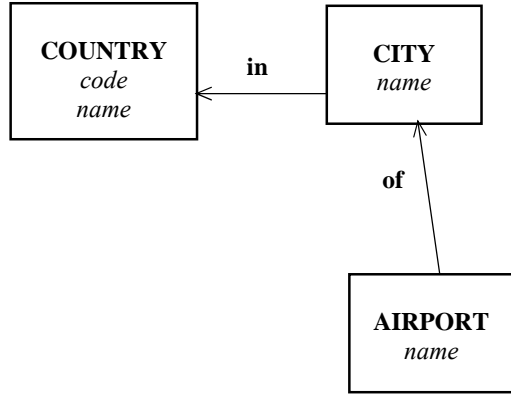 COUNTRY
code
name
in
CITY
name
of
AIRPORT
name